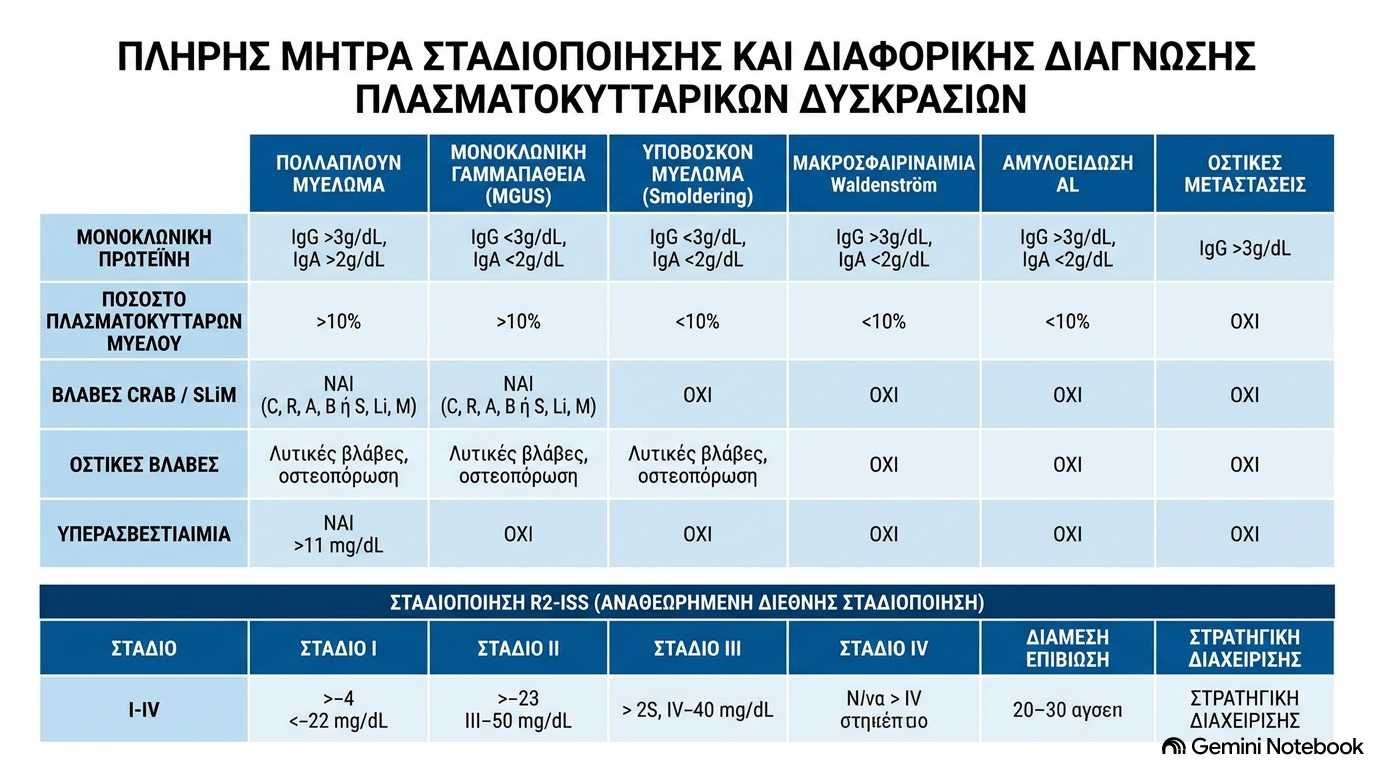 ΠΛΗΡΗΣ ΜΗΤΡΑ ΣΤΑΔΙΟΠΟΙΗΣΗΣ ΚΑΙ ΔΙΑΦΟΡΙΚΗΣ ΔΙΑΓΝΩΣΗΣ
ΠΛΑΣΜΑΤΟΚΥΤΤΑΡΙΚΩΝ ΔΥΣΚΡΑΣΙΩΝ
ΠΟΛΛΑΠΛΟΥΝ
ΜΥΕΛΩΜΑ
ΜΟΝΟΚΛΩΝΙΚΗ
ΓΑΜΜΑΠΑΘΕΙΑ
(MGUS)
ΥΠΟΒΟΣΚΟΝ
ΜΥΕΛΩΜΑ
(Smoldering)
ΜΑΚΡΟΣΦΑΙΡΙΝΑΙΜΙΑ
Waldenström
ΑΜΥΛΟΕΙΔΩΣΗ
AL
ΟΣΤΙΚΕΣ
ΜΕΤΑΣΤΑΣΕΙΣ
ΜΟΝΟΚΛΩΝΙΚΗ
ΠΡΩΤΕΪΝΗ
IgG >3g/dL,
IgA >2g/dL
IgG <3g/dL,
IgA <2g/dL
IgG <3g/dL,
IgA <2g/dL
IgG >3g/dL,
IgA <2g/dL
IgG >3g/dL,
IgA <2g/dL
IgG >3g/dL
ΠΟΣΟΣΤΟ
ΠΛΑΣΜΑΤΟΚΥΤΤΑΡΩΝ
ΜΥΕΛΟΥ
>10%
>10%
<10%
<10%
<10%
ΟΧΙ
ΒΛΑΒΕΣ CRAB / SLiM
ΝΑΙ
(C, R, A, B ή S, Li, M)
ΝΑΙ
(C, R, A, B ή S, Li, M)
ΟΧΙ
ΟΧΙ
ΟΧΙ
ΟΧΙ
ΟΣΤΙΚΕΣ ΒΛΑΒΕΣ
Λυτικές βλάβες,
οστεοπόρωση
Λυτικές βλάβες,
οστεοπόρωση
Λυτικές βλάβες,
οστεοπόρωση
ΟΧΙ
ΟΧΙ
ΟΧΙ
ΥΠΕΡΑΣΒΕΣΤΙΑΙΜΙΑ
ΝΑΙ
>11 mg/dL
ΟΧΙ
ΟΧΙ
ΟΧΙ
ΟΧΙ
ΟΧΙ
ΣΤΑΔΙΟΠΟΙΗΣΗ R2-ISS (ΑΝΑΘΕΩΡΗΜΕΝΗ ΔΙΕΘΝΗΣ ΣΤΑΔΙΟΠΟΙΗΣΗ)
ΣΤΑΔΙΟ
ΣΤΑΔΙΟ I
ΣΤΑΔΙΟ II
ΣΤΑΔΙΟ III
ΣΤΑΔΙΟ IV
ΔΙΑΜΕΣΗ
ΕΠΙΒΙΩΣΗ
ΣΤΡΑΤΗΓΙΚΗ
ΔΙΑΧΕΙΡΙΣΗΣ
I-IV
>–4
<–22 mg/dL
>–23
III–50 mg/dL
> 2S, IV–40 mg/dL
N/να > IV
20–30
ΣΤΡΑΤΗΓΙΚΗ
ΔΙΑΧΕΙΡΙΣΗΣ
Gemini Notebook